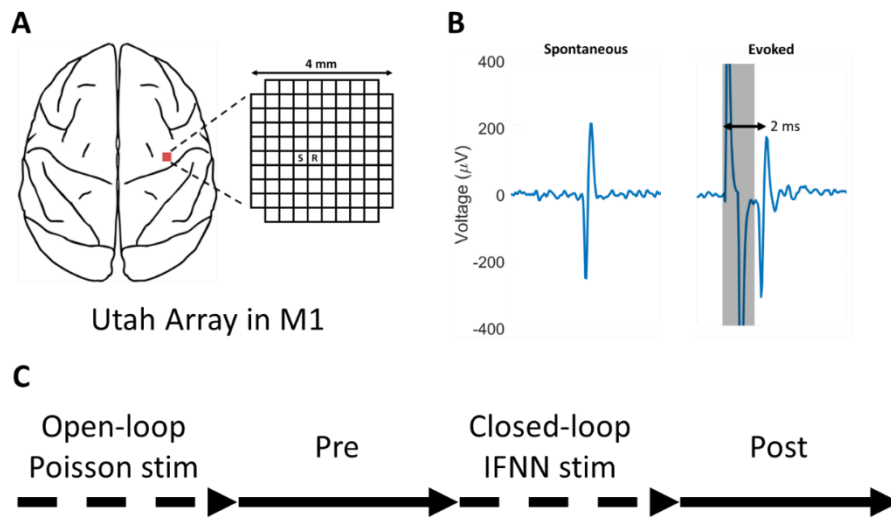 A
4 mm
S R
Utah Array in M1
B
Spontaneous
Evoked
Voltage (μV)
400
200
0
-200
-400
2 ms
C
Open-loop
Poisson stim
Pre
Closed-loop
IFNN stim
Post